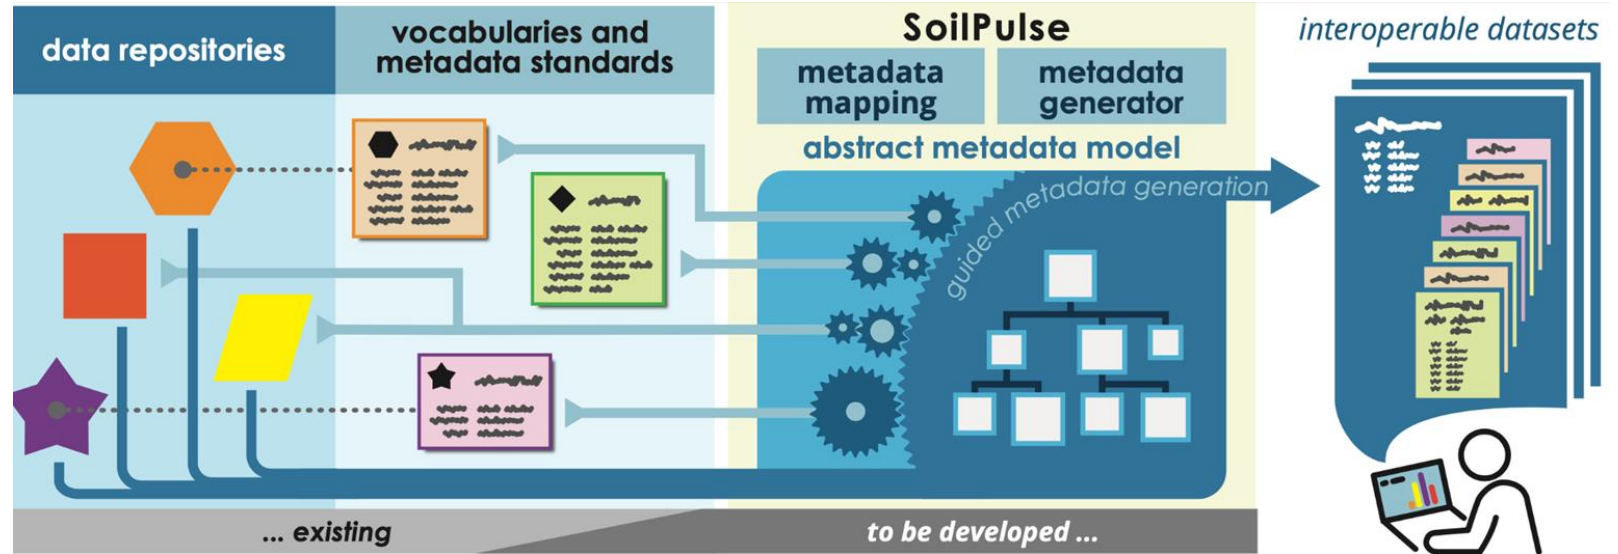 data repositories
vocabularies and
metadata standards
SoilPulse
metadata
mapping
metadata
generator
abstract metadata model
guided metadata generation
interoperable datasets
... existing
to be developed ...